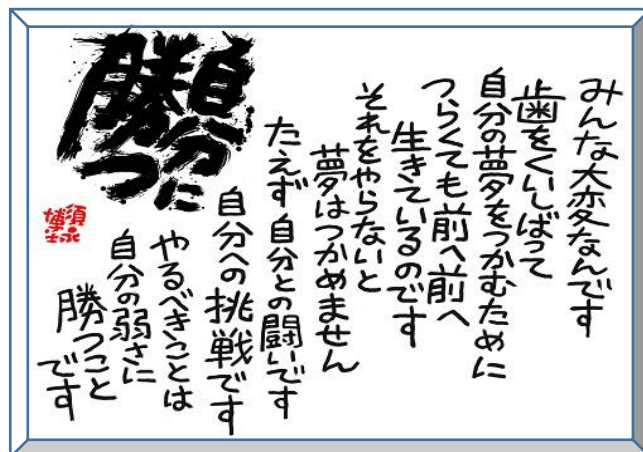 みんな大変なんです
歯をくいしばって
自分の夢をつかむために
つらくても前へ前へ
生きているのです
それをやらないと
夢はつかめません
たえず自分との闘いです
自分への挑戦です
やるべきことは
自分の弱さに
勝つこと
です
自分に
勝つ
須永
博士